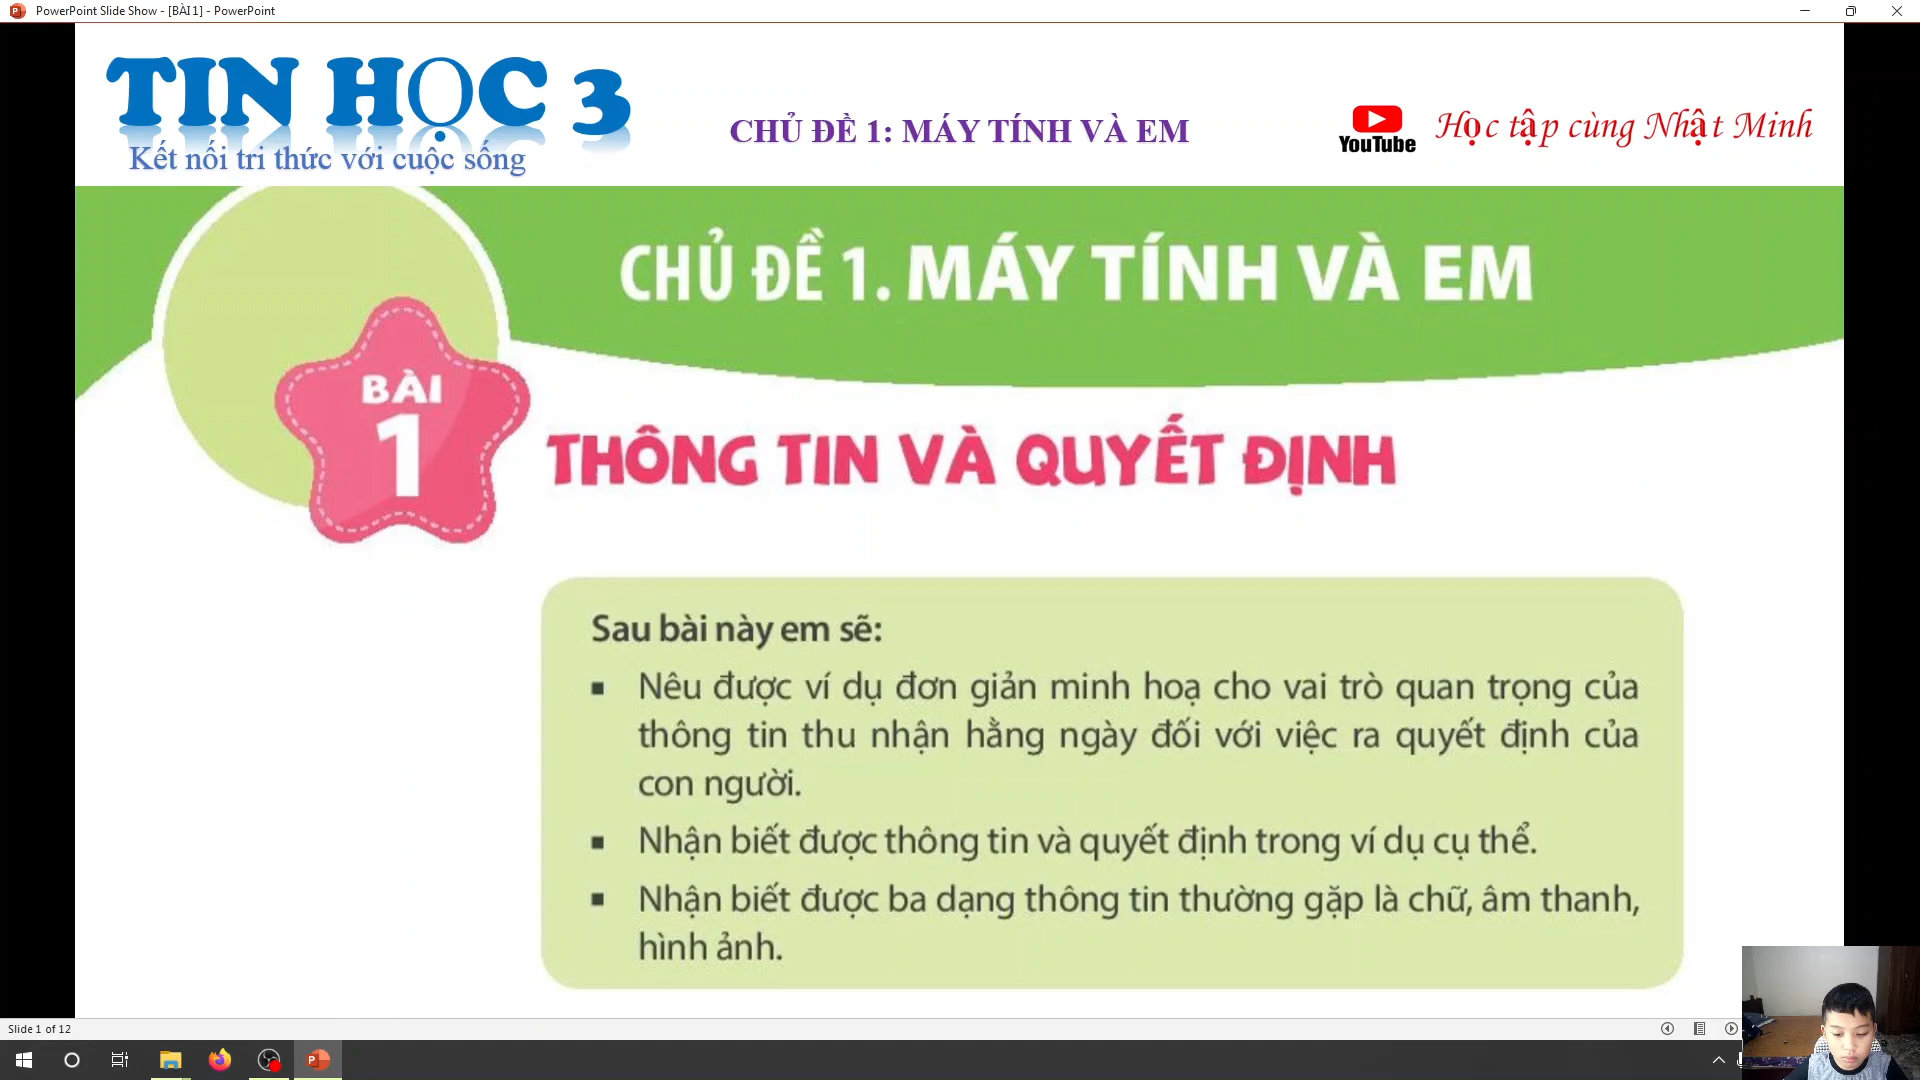 PowerPoint Slide Show - [BÀI 1] - PowerPoint
TIN HỌC 3
Kết nối tri thức với cuộc sống
CHỦ ĐỀ 1: MÁY TÍNH VÀ EM
YouTube
Học tập cùng Nhật Minh
CHỦ ĐỀ 1. MÁY TÍNH VÀ EM
BÀI
1
THÔNG TIN VÀ QUYẾT ĐỊNH
Sau bài này em sẽ:
▪ Nêu được ví dụ đơn giản minh hoạ cho vai trò quan trọng của
thông tin thu nhận hằng ngày đối với việc ra quyết định của
con người.
▪ Nhận biết được thông tin và quyết định trong ví dụ cụ thể.
▪ Nhận biết được ba dạng thông tin thường gặp là chữ, âm thanh,
hình ảnh.
Slide 1 of 12